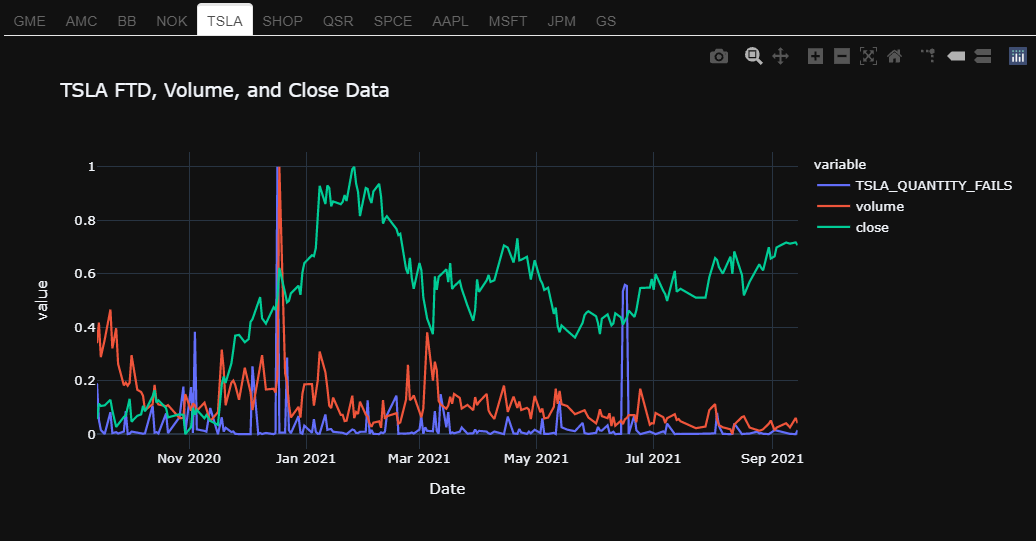 GME AMC BB NOK TSLA SHOP QSR SPCE AAPL MSFT JPM GS
TSLA FTD, Volume, and Close Data
variable
TSLA_QUANTITY_FAILS
volume
close
value
1
0.8
0.6
0.4
0.2
0
Nov 2020 Jan 2021 Mar 2021 May 2021 Jul 2021 Sep 2021
Date